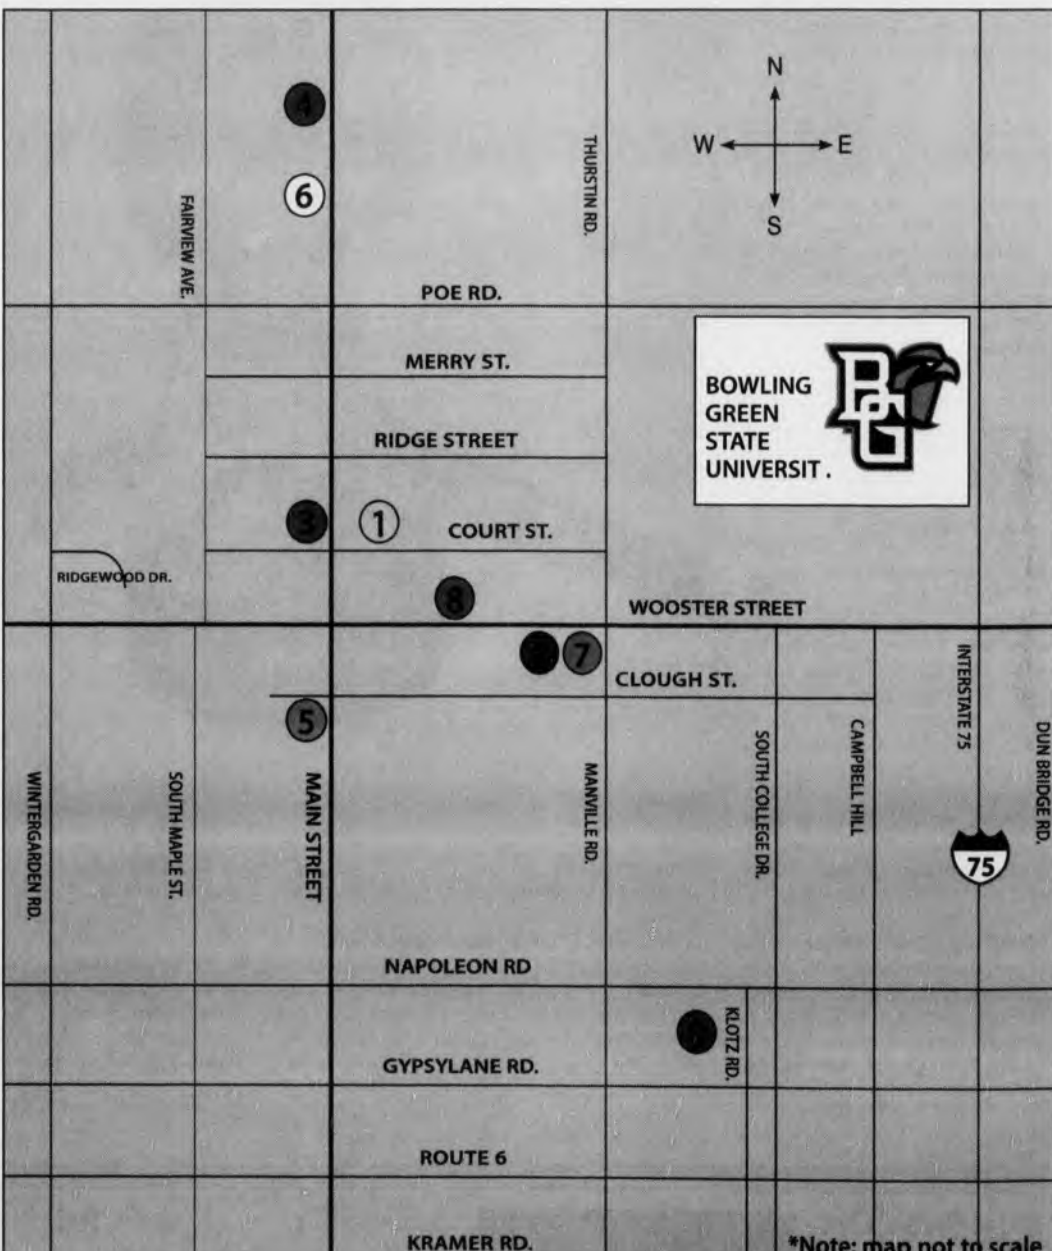 N
4
W E
THURSTIN RD.
6
FAIRVIEW AVE.
S
POE RD.
MERRY ST.
BOWLING
GREEN
STATE
UNIVERSIT .
BG
RIDGE STREET
3
1
COURT ST.
RIDGEWOOD DR.
8
WOOSTER STREET
7
CLOUGH ST.
INTERSTATE 75
5
DUN BRIDGE RD.
CAMPBELL HILL
SOUTH COLLEGE DR.
MANVILLE RD.
MAIN STREET
SOUTH MAPLE ST.
WINTERGARDEN RD.
75
NAPOLEON RD
KLOTZ RD.
GYPSYLANE RD.
ROUTE 6
KRAMER RD.
*Note: map not to scale